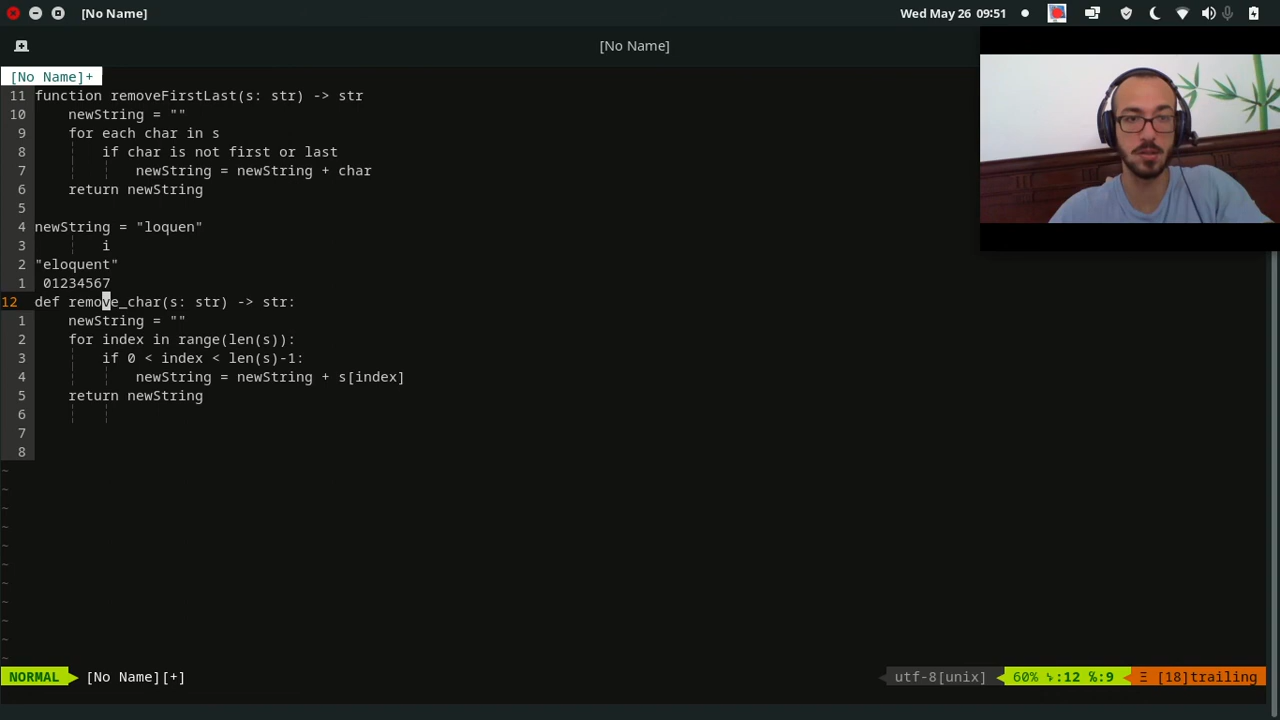 [No Name]
Wed May 26 09:51
[No Name]
[No Name]+
11 function removeFirstLast(s: str) -> str
10 newString = ""
9 for each char in s
8 if char is not first or last
7 newString = newString + char
6 return newString
5
4 newString = "loquen"
3 i
2 "eloquent"
1 01234567
12 def remove_char(s: str) -> str:
1 newString = ""
2 for index in range(len(s)):
3 if 0 < index < len(s)-1:
4 newString = newString + s[index]
5 return newString
6
7
8
~
~
~
~
~
~
~
~
~
~
~
NORMAL [No Name][+] utf-8[unix] 60% ㏑:12 ℅:9 Ξ [18]trailing